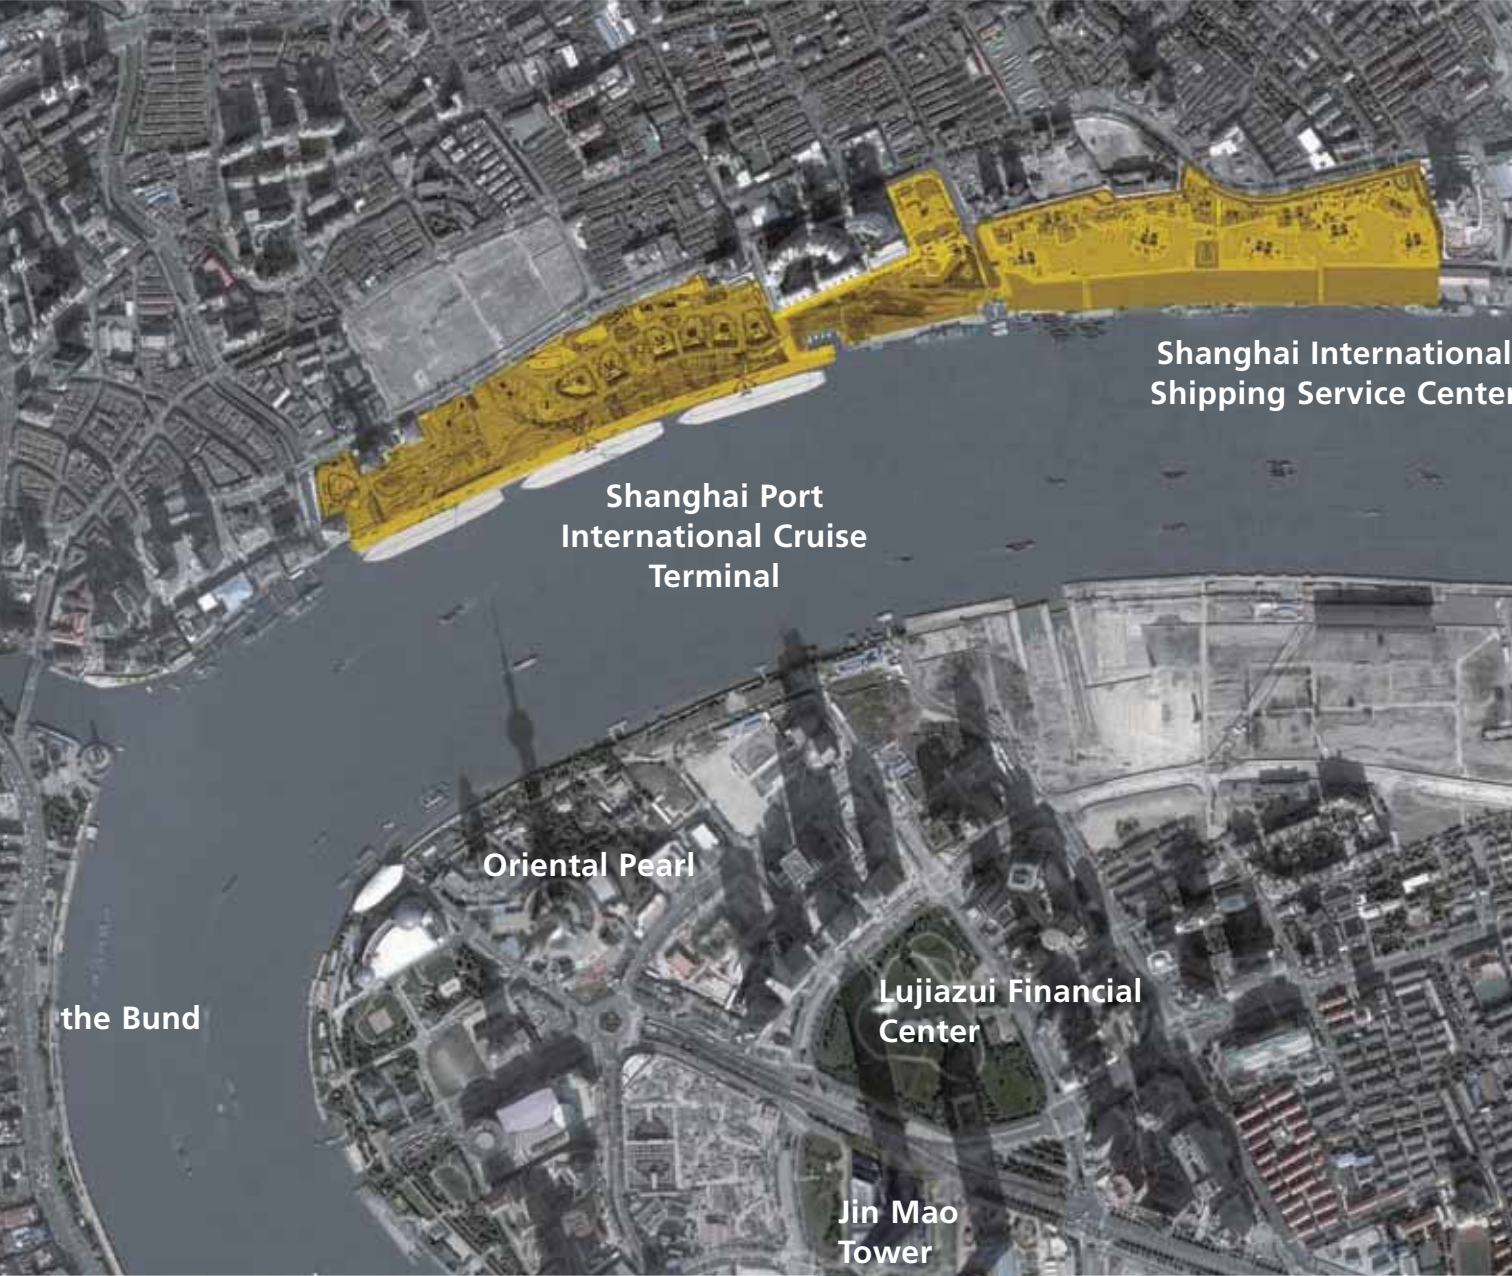 Shanghai International
Shipping Service Center
Shanghai Port
International Cruise
Terminal
Oriental Pearl
Lujiazui Financial
Center
the Bund
Jin Mao
Tower